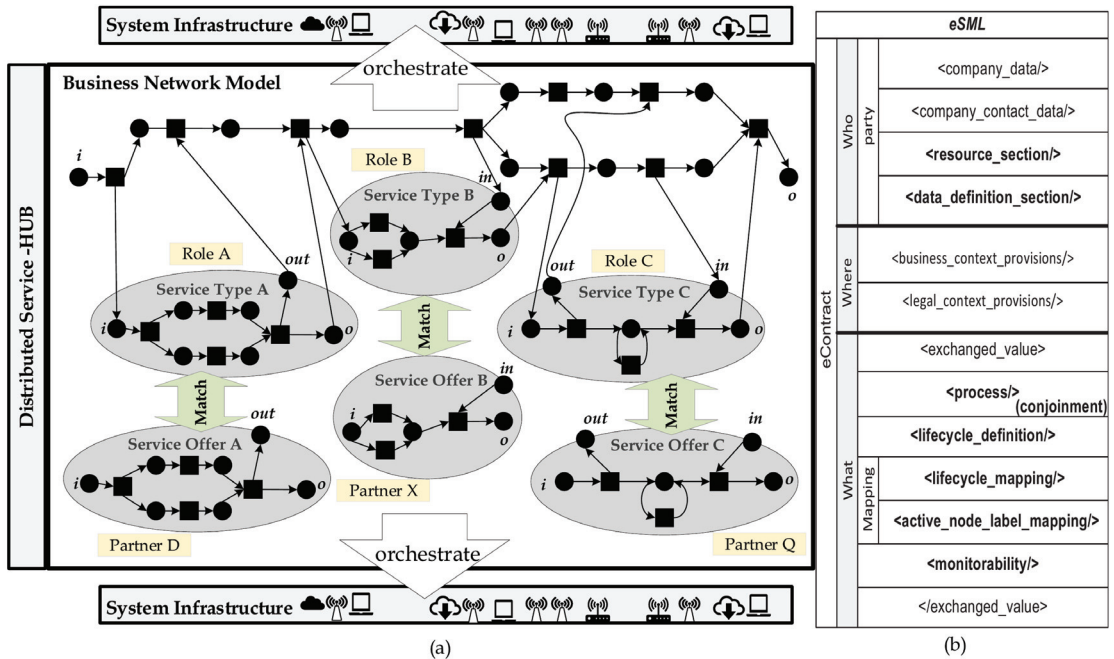 System Infrastructure
orchestrate
Distributed Service -HUB
Business Network Model
i
o
Role B
Service Type B
in
i
o
Role A
Service Type A
out
i
o
Role C
Service Type C
out
in
i
o
Match
Match
Match
Service Offer B
in
i
o
Partner X
Service Offer A
out
i
o
Partner D
Service Offer C
out
in
i
o
Partner Q
orchestrate
System Infrastructure
(a)
eSML
eContract
Who
party
<company_data/>
<company_contact_data/>
<resource_section/>
<data_definition_section/>
Where
<business_context_provisions/>
<legal_context_provisions/>
What
<exchanged_value>
<process/>
(conjoinment)
<lifecycle_definition/>
Mapping
<lifecycle_mapping/>
<active_node_label_mapping/>
<monitorability/>
</exchanged_value>
(b)